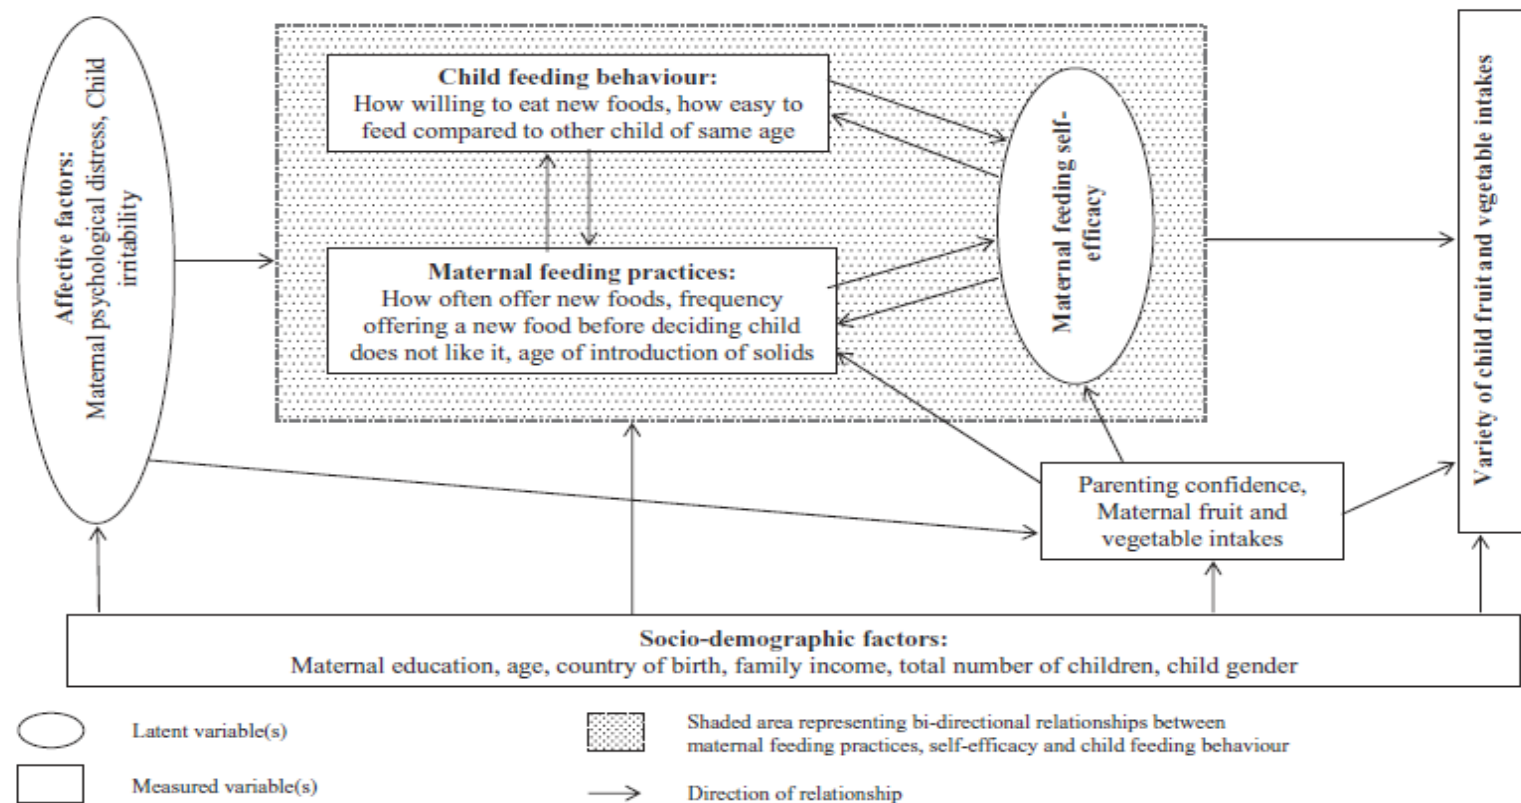 Affective factors:
Maternal psychological distress, Child
irritability
Child feeding behaviour:
How willing to eat new foods, how easy to
feed compared to other child of same age
Maternal feeding practices:
How often offer new foods, frequency
offering a new food before deciding child
does not like it, age of introduction of solids
Maternal feeding self-
efficacy
Variety of child fruit and vegetable intakes
Parenting confidence,
Maternal fruit and
vegetable intakes
Socio-demographic factors:
Maternal education, age, country of birth, family income, total number of children, child gender
Latent variable(s)
Measured variable(s)
Shaded area representing bi-directional relationships between
maternal feeding practices, self-efficacy and child feeding behaviour
Direction of relationship